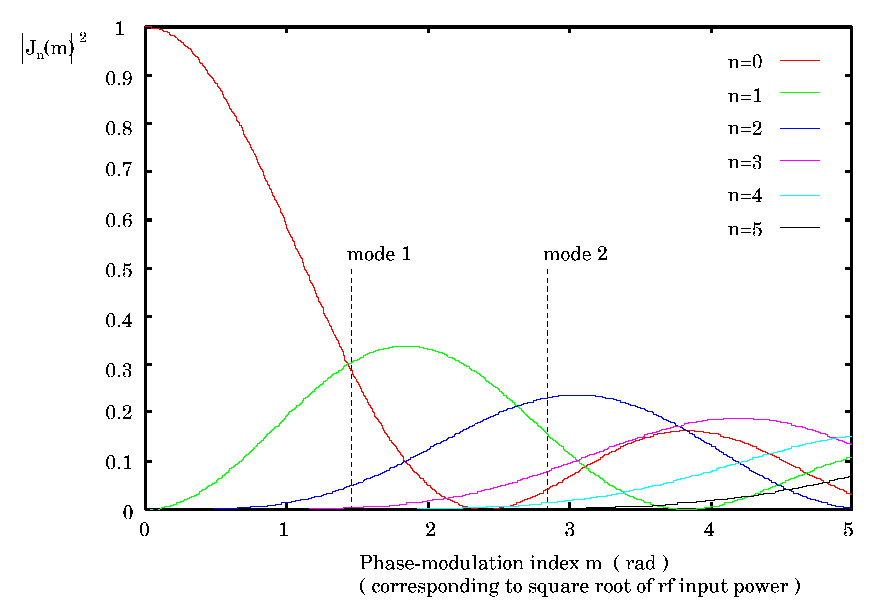 |Jn(m)|2
1
0.9
0.8
0.7
0.6
0.5
0.4
0.3
0.2
0.1
0
n=0
n=1
n=2
n=3
n=4
n=5
mode 1
mode 2
0 1 2 3 4 5
Phase-modulation index m ( rad )
( corresponding to square root of rf input power )